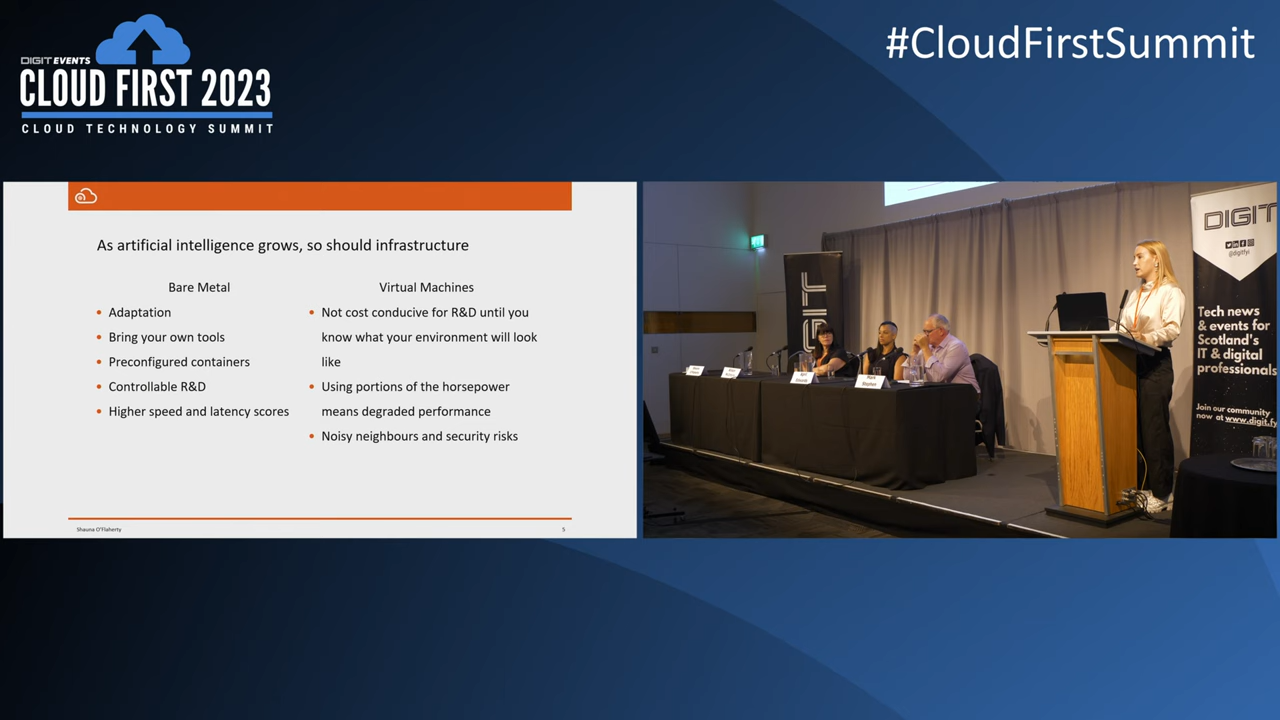 DIGIT EVENTS
CLOUD FIRST 2023
CLOUD TECHNOLOGY SUMMIT
#CloudFirstSummit
As artificial intelligence grows, so should infrastructure
Bare Metal
• Adaptation
• Bring your own tools
• Preconfigured containers
• Controllable R&D
• Higher speed and latency scores
Virtual Machines
• Not cost conducive for R&D until you
know what your environment will look
like
• Using portions of the horsepower
means degraded performance
• Noisy neighbours and security risks
Shauna O'Flaherty
5
DIGIT
@digitfyi
Tech news
& events for
Scotland's
IT & digital
professionals
Join our community
now at www.digit.fy